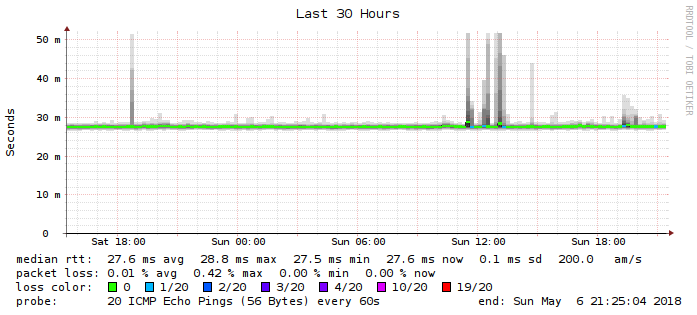 Last 30 Hours
RRDTOOL / TOBI OETIKER
Seconds
50 m
40 m
30 m
20 m
10 m
0
Sat 18:00 Sun 00:00 Sun 06:00 Sun 12:00 Sun 18:00
median rtt: 27.6 ms avg 28.8 ms max 27.5 ms min 27.6 ms now 0.1 ms sd 200.0 am/s
packet loss: 0.01 % avg 0.42 % max 0.00 % min 0.00 % now
loss color: 0 1/20 2/20 3/20 4/20 10/20 19/20
probe: 20 ICMP Echo Pings (56 Bytes) every 60s end: Sun May 6 21:25:04 2018